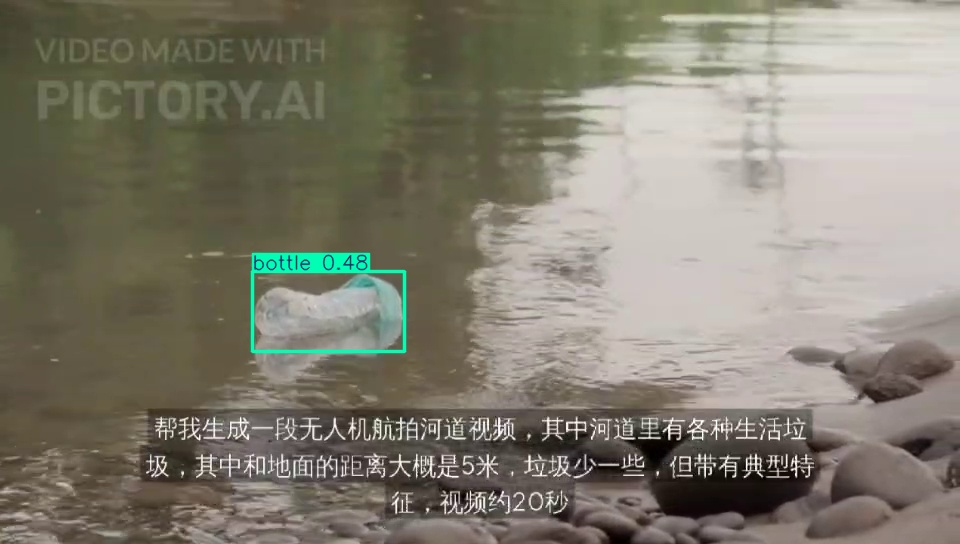 VIDEO MADE WITH
PICTORY.AI
bottle 0.48
帮我生成一段无人机航拍河道视频，其中河道里有各种生活垃
圾，其中和地面的距离大概是5米，垃圾少一些，但带有典型特
征，视频约20秒